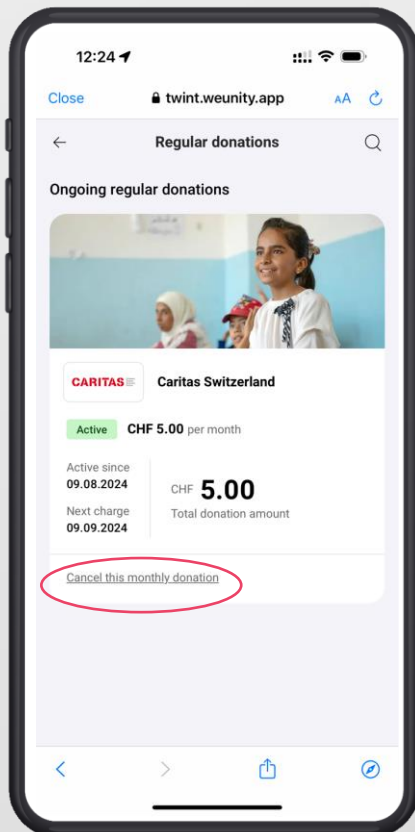 12:24
Close
twint.weunity.app
AA
Regular donations
Ongoing regular donations
CARITAS
Caritas Switzerland
Active
CHF 5.00 per month
Active since
09.08.2024
Next charge
09.09.2024
CHF 5.00
Total donation amount
Cancel this monthly donation